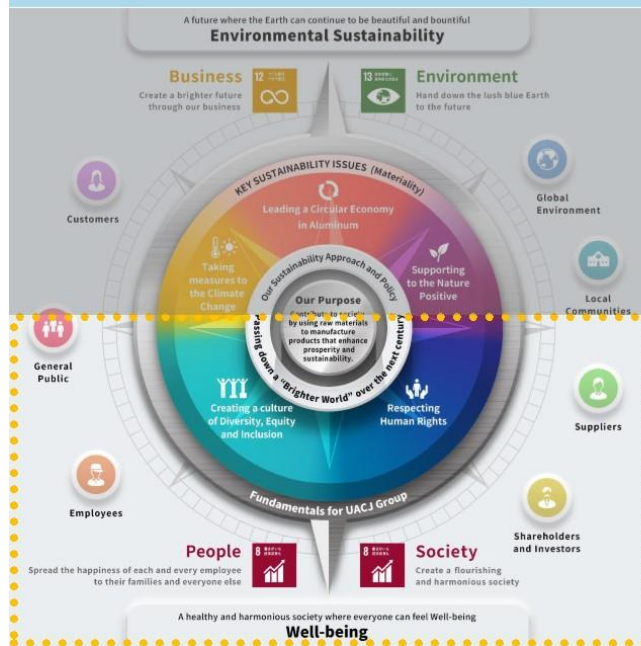 A future where the Earth can continue to be beautiful and bountiful
Environmental Sustainability
Business
12
Create a brighter future
through our business
13
Environment
Hand down the lush blue Earth
to the future
KEY SUSTAINABILITY ISSUES (Materiality)
Customers
Global
Environment
Leading a Circular Economy
in Aluminum
Taking
measures to
the Climate
Change
Supporting
to the Nature
Positive
Local
Communities
Our Sustainability Approach and Policy
Our Purpose
Contribute to society
by using raw materials
to manufacture
products that enhance
prosperity and
sustainability.
Passing down a "Brighter World" over the next century
General
Public
Creating a culture
of Diversity, Equity
and Inclusion
Respecting
Human Rights
Suppliers
Employees
Fundamentals for UACJ Group
Shareholders
and Investors
People
8
Spread the happiness of each and every employee
to their families and everyone else
8
Society
Create a flourishing
and harmonious society
A healthy and harmonious society where everyone can feel Well-being
Well-being